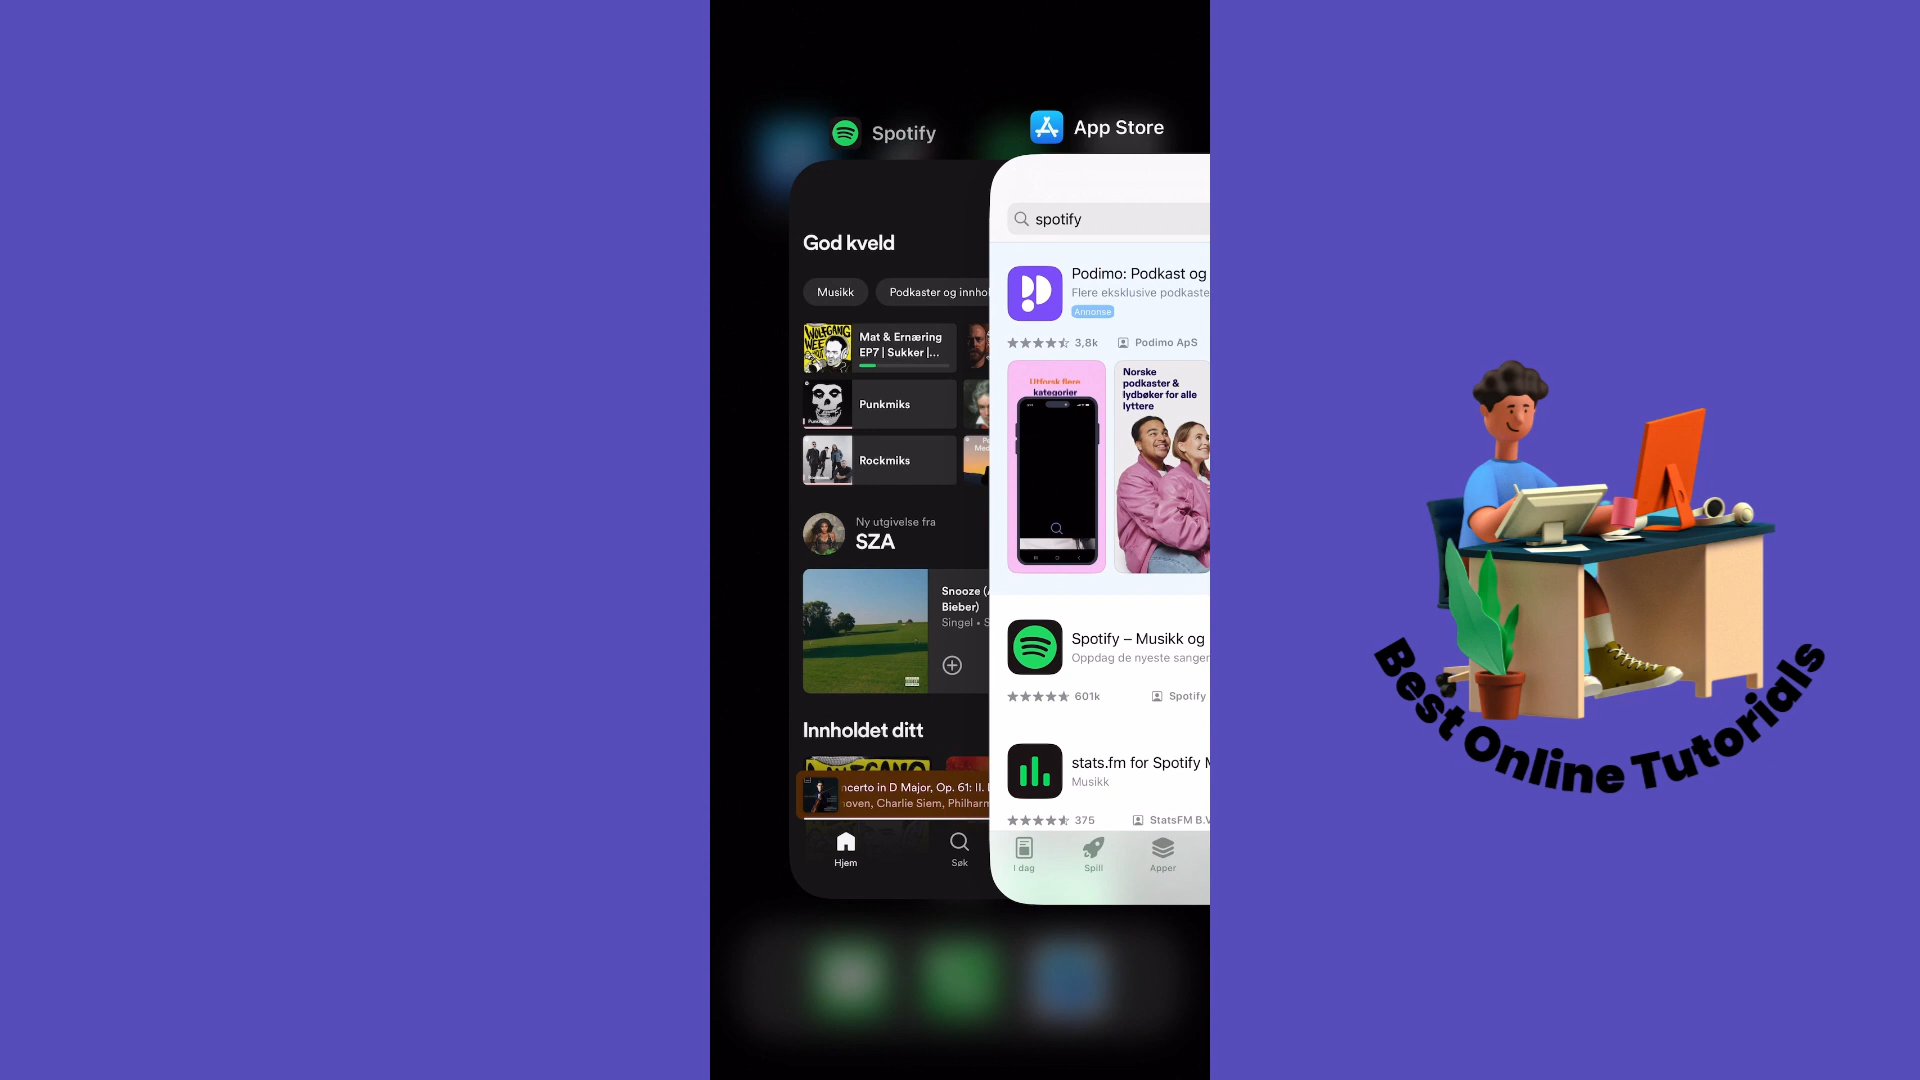 Spotify
God kveld
Musikk
Podkaster og innhol
Mat & Ernæring
EP7 | Sukker |...
Punkmiks
Rockmiks
Ny utgivelse fra
SZA
Snooze (A
Bieber)
Singel • S
Innholdet ditt
ncerto in D Major, Op. 61: II. L
hoven, Charlie Siem, Philharm
Hjem
Søk
App Store
spotify
Podimo: Podkast og
Flere eksklusive podkaste
Annonse
3,8k
Podimo ApS
Utforsk flere
kategorier
Norske
podkaster &
lydbøker for alle
lyttere
Spotify – Musikk og
Oppdag de nyeste sanger
601k
Spotify
stats.fm for Spotify M
Musikk
375
StatsFM B.V
I dag
Spill
Apper
Best Online Tutorials